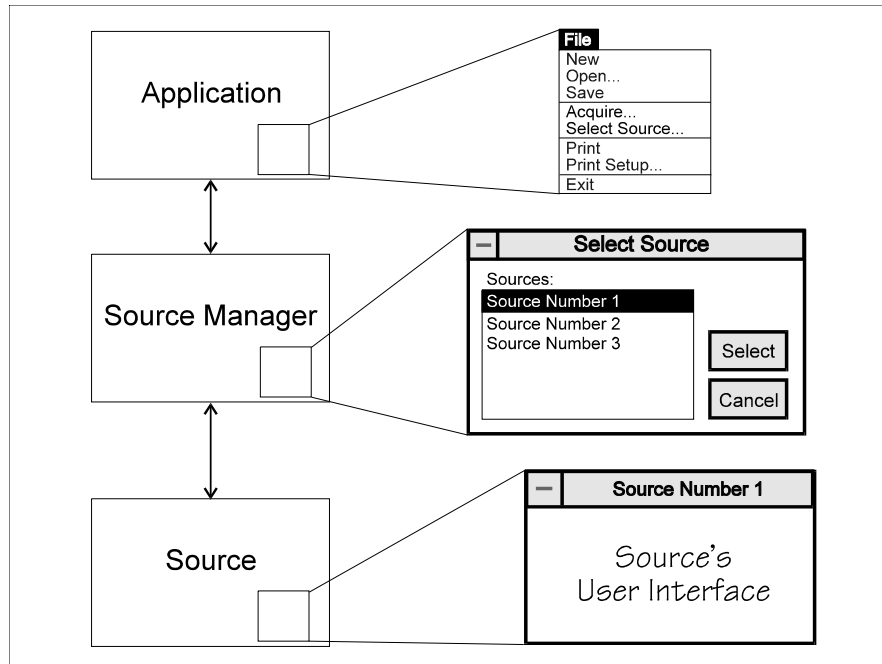 Application
File
New
Open...
Save
Acquire...
Select Source...
Print
Print Setup...
Exit
Source Manager
Select Source
Sources:
Source Number 1
Source Number 2
Source Number 3
Select
Cancel
Source
Source Number 1
Source's
User Interface